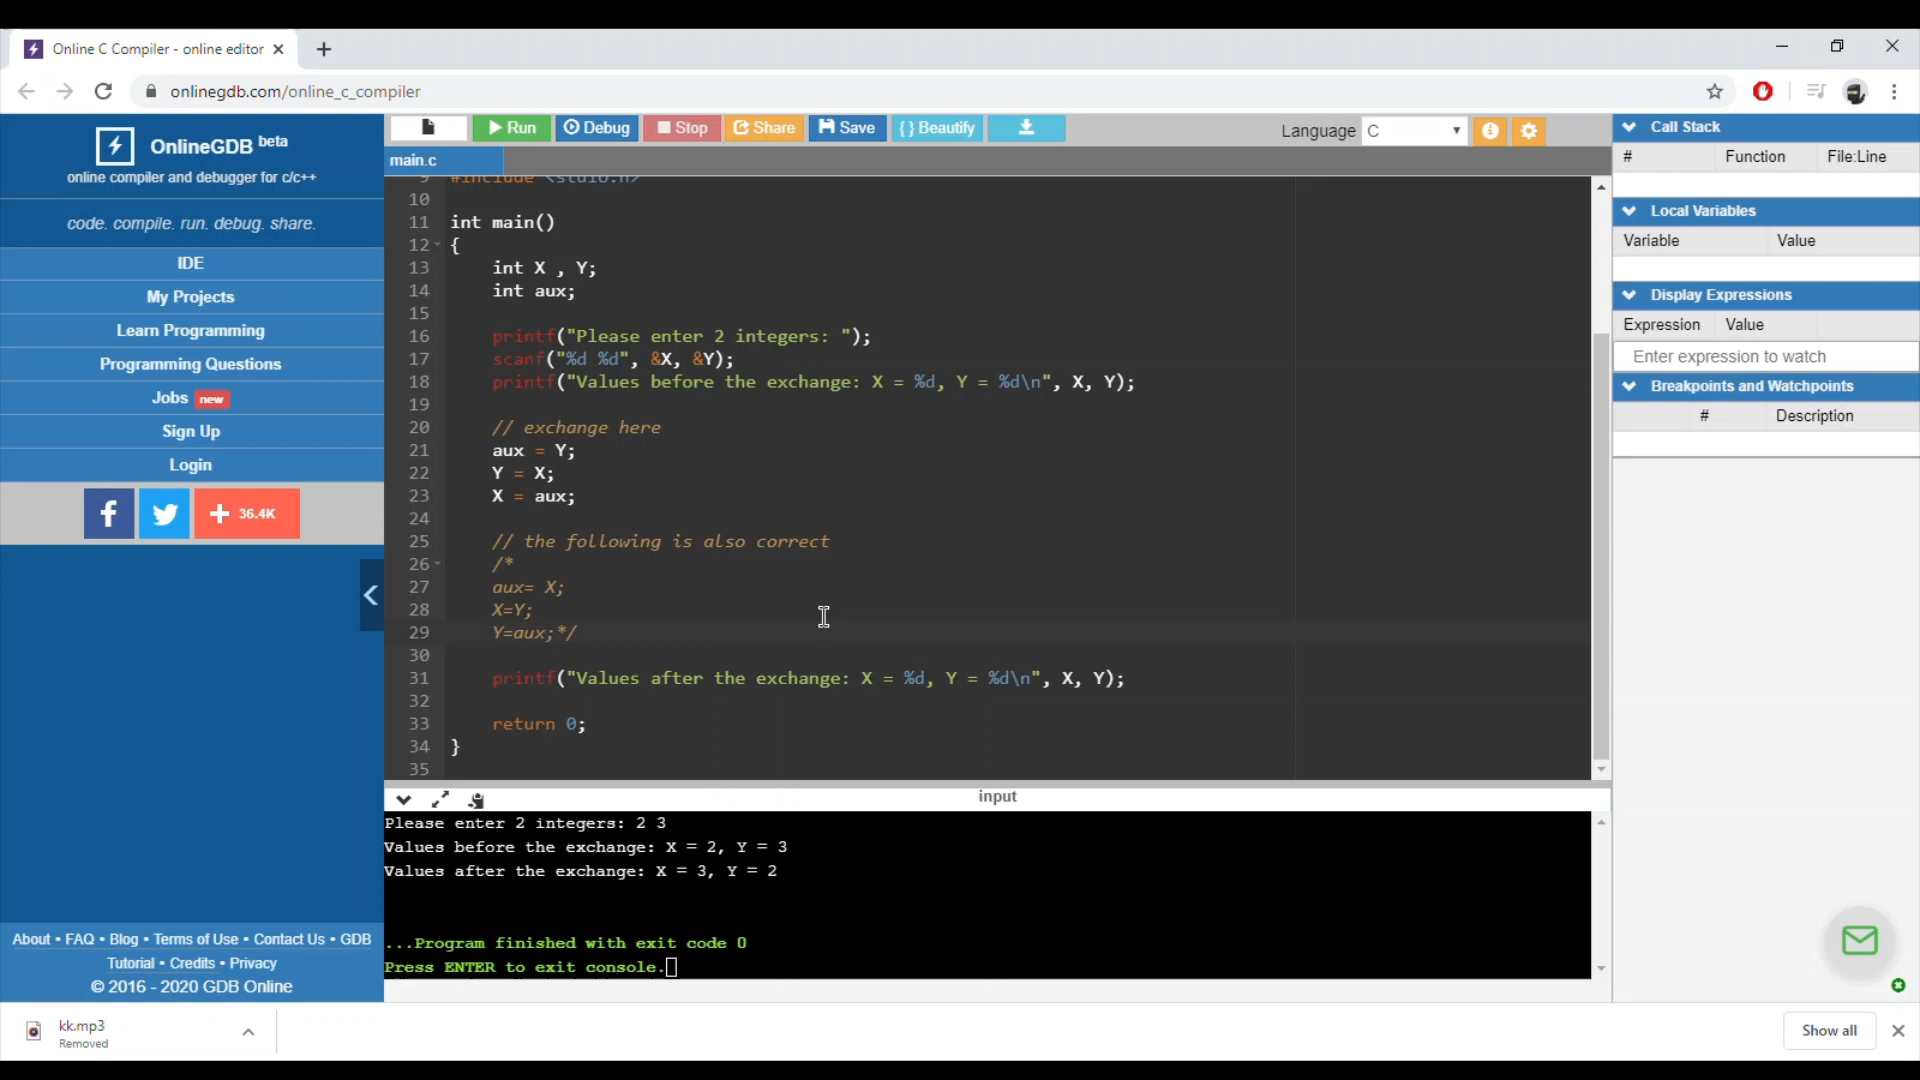 Online C Compiler - online editor
onlinegdb.com/online_c_compiler
OnlineGDB beta
online compiler and debugger for c/c++
code. compile. run. debug. share.
IDE
My Projects
Learn Programming
Programming Questions
Jobs new
Sign Up
Login
+ 36.4K
About • FAQ • Blog • Terms of Use • Contact Us • GDB
Tutorial • Credits • Privacy
© 2016 - 2020 GDB Online
Run Debug Stop Share Save { } Beautify
Language C
main.c
9 #include <stdio.h>
10
11 int main()
12 {
13 int X , Y;
14 int aux;
15
16 printf("Please enter 2 integers: ");
17 scanf("%d %d", &X, &Y);
18 printf("Values before the exchange: X = %d, Y = %d\n", X, Y);
19
20 // exchange here
21 aux = Y;
22 Y = X;
23 X = aux;
24
25 // the following is also correct
26 /*
27 aux= X;
28 X=Y;
29 Y=aux;*/
30
31 printf("Values after the exchange: X = %d, Y = %d\n", X, Y);
32
33 return 0;
34 }
35
input
Please enter 2 integers: 2 3
Values before the exchange: X = 2, Y = 3
Values after the exchange: X = 3, Y = 2
...Program finished with exit code 0
Press ENTER to exit console.
Call Stack
# Function File:Line
Local Variables
Variable Value
Display Expressions
Expression Value
Enter expression to watch
Breakpoints and Watchpoints
# Description
kk.mp3
Removed
Show all